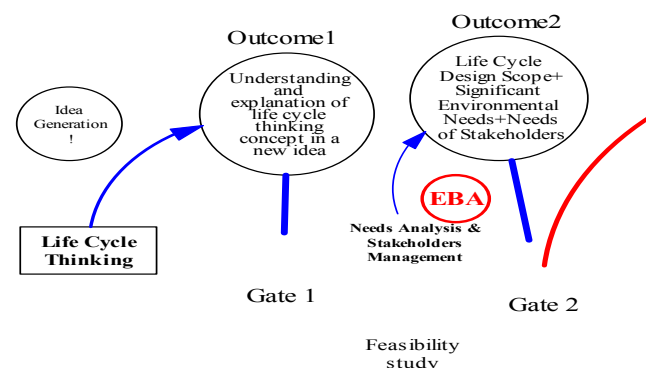 Outcome1
Outcome2
Idea
Generation
!
Understanding
and
explanation of
life cycle
thinking
concept in a
new idea
Life Cycle
Design Scope+
Significant
Environmental
Needs+Needs
of Stakeholders
EBA
Life Cycle
Thinking
Needs Analysis &
Stakeholders
Management
Gate 1
Gate 2
Feasibility
study